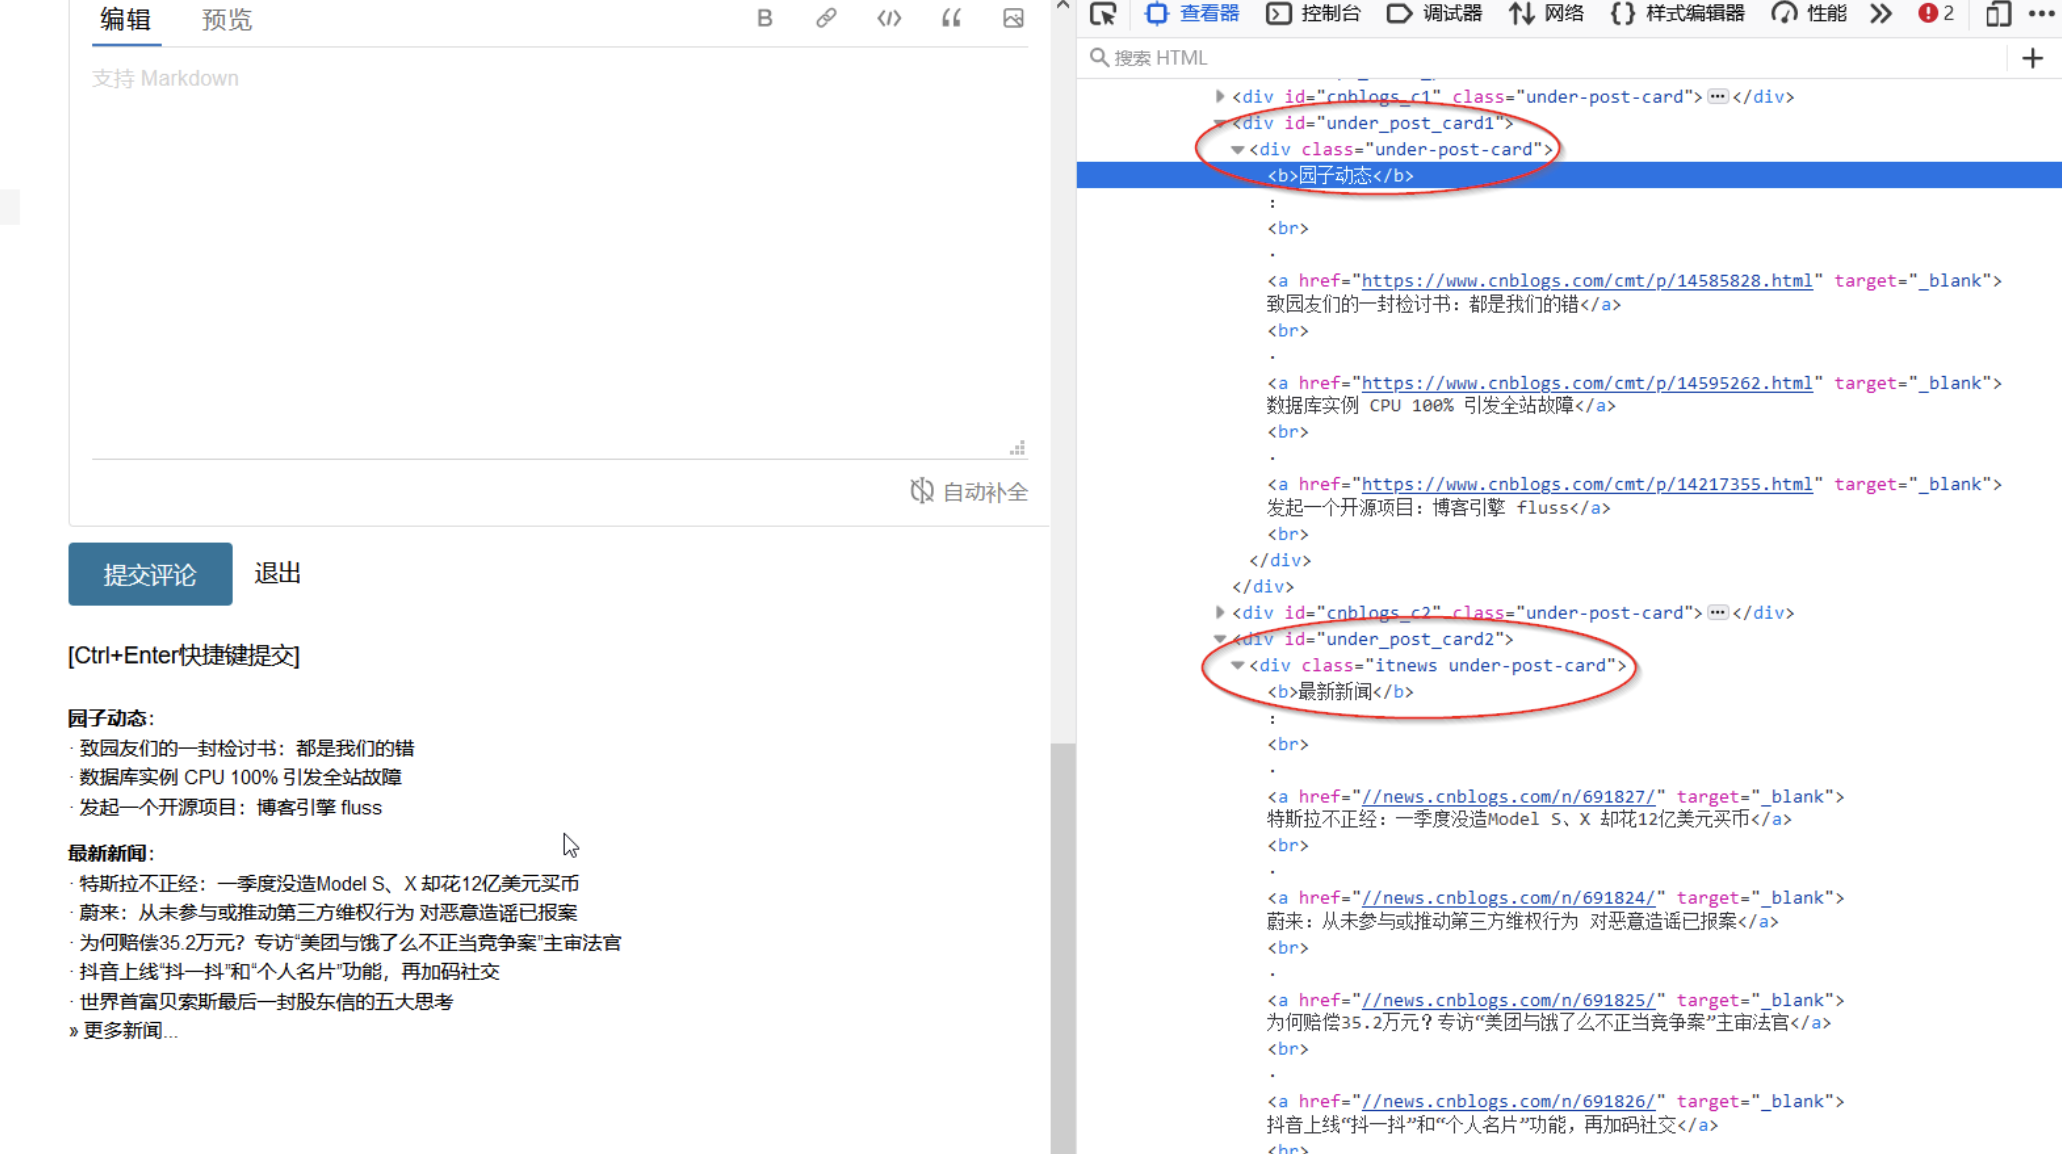 编辑 预览
支持 Markdown
自动补全
提交评论 退出
[Ctrl+Enter快捷键提交]
园子动态：
· 致园友们的一封检讨书：都是我们的错
· 数据库实例 CPU 100% 引发全站故障
· 发起一个开源项目：博客引擎 fluss
最新新闻：
· 特斯拉不正经：一季度没造Model S、X 却花12亿美元买币
· 蔚来：从未参与或推动第三方维权行为 对恶意造谣已报案
· 为何赔偿35.2万元？专访“美团与饿了么不正当竞争案”主审法官
· 抖音上线“抖一抖”和“个人名片”功能，再加码社交
· 世界首富贝索斯最后一封股东信的五大思考
» 更多新闻...
查看器 控制台 调试器 网络 样式编辑器 性能 2
搜索 HTML
<div id="cnblogs_c1" class="under-post-card">···</div>
<div id="under_post_card1">
<div class="under-post-card">
<b>园子动态</b>
:
<br>
·
<a href="https://www.cnblogs.com/cmt/p/14585828.html" target="_blank">
致园友们的一封检讨书：都是我们的错</a>
<br>
·
<a href="https://www.cnblogs.com/cmt/p/14595262.html" target="_blank">
数据库实例 CPU 100% 引发全站故障</a>
<br>
·
<a href="https://www.cnblogs.com/cmt/p/14217355.html" target="_blank">
发起一个开源项目：博客引擎 fluss</a>
<br>
</div>
</div>
<div id="cnblogs_c2" class="under-post-card">···</div>
<div id="under_post_card2">
<div class="itnews under-post-card">
<b>最新新闻</b>
:
<br>
·
<a href="//news.cnblogs.com/n/691827/" target="_blank">
特斯拉不正经：一季度没造Model S、X 却花12亿美元买币</a>
<br>
·
<a href="//news.cnblogs.com/n/691824/" target="_blank">
蔚来：从未参与或推动第三方维权行为 对恶意造谣已报案</a>
<br>
·
<a href="//news.cnblogs.com/n/691825/" target="_blank">
为何赔偿35.2万元？专访“美团与饿了么不正当竞争案”主审法官</a>
<br>
·
<a href="//news.cnblogs.com/n/691826/" target="_blank">
抖音上线“抖一抖”和“个人名片”功能，再加码社交</a>
<br>